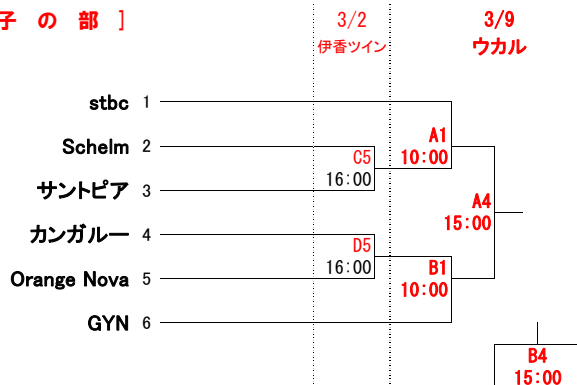 子 の 部 ]
3/2
3/9
伊香ツイン
ウカル
stbc 1
A1
10:00
Schelm 2
C5
16:00
サントピア 3
A4
15:00
カンガルー 4
D5
16:00
B1
10:00
Orange Nova 5
GYN 6
B4
15:00